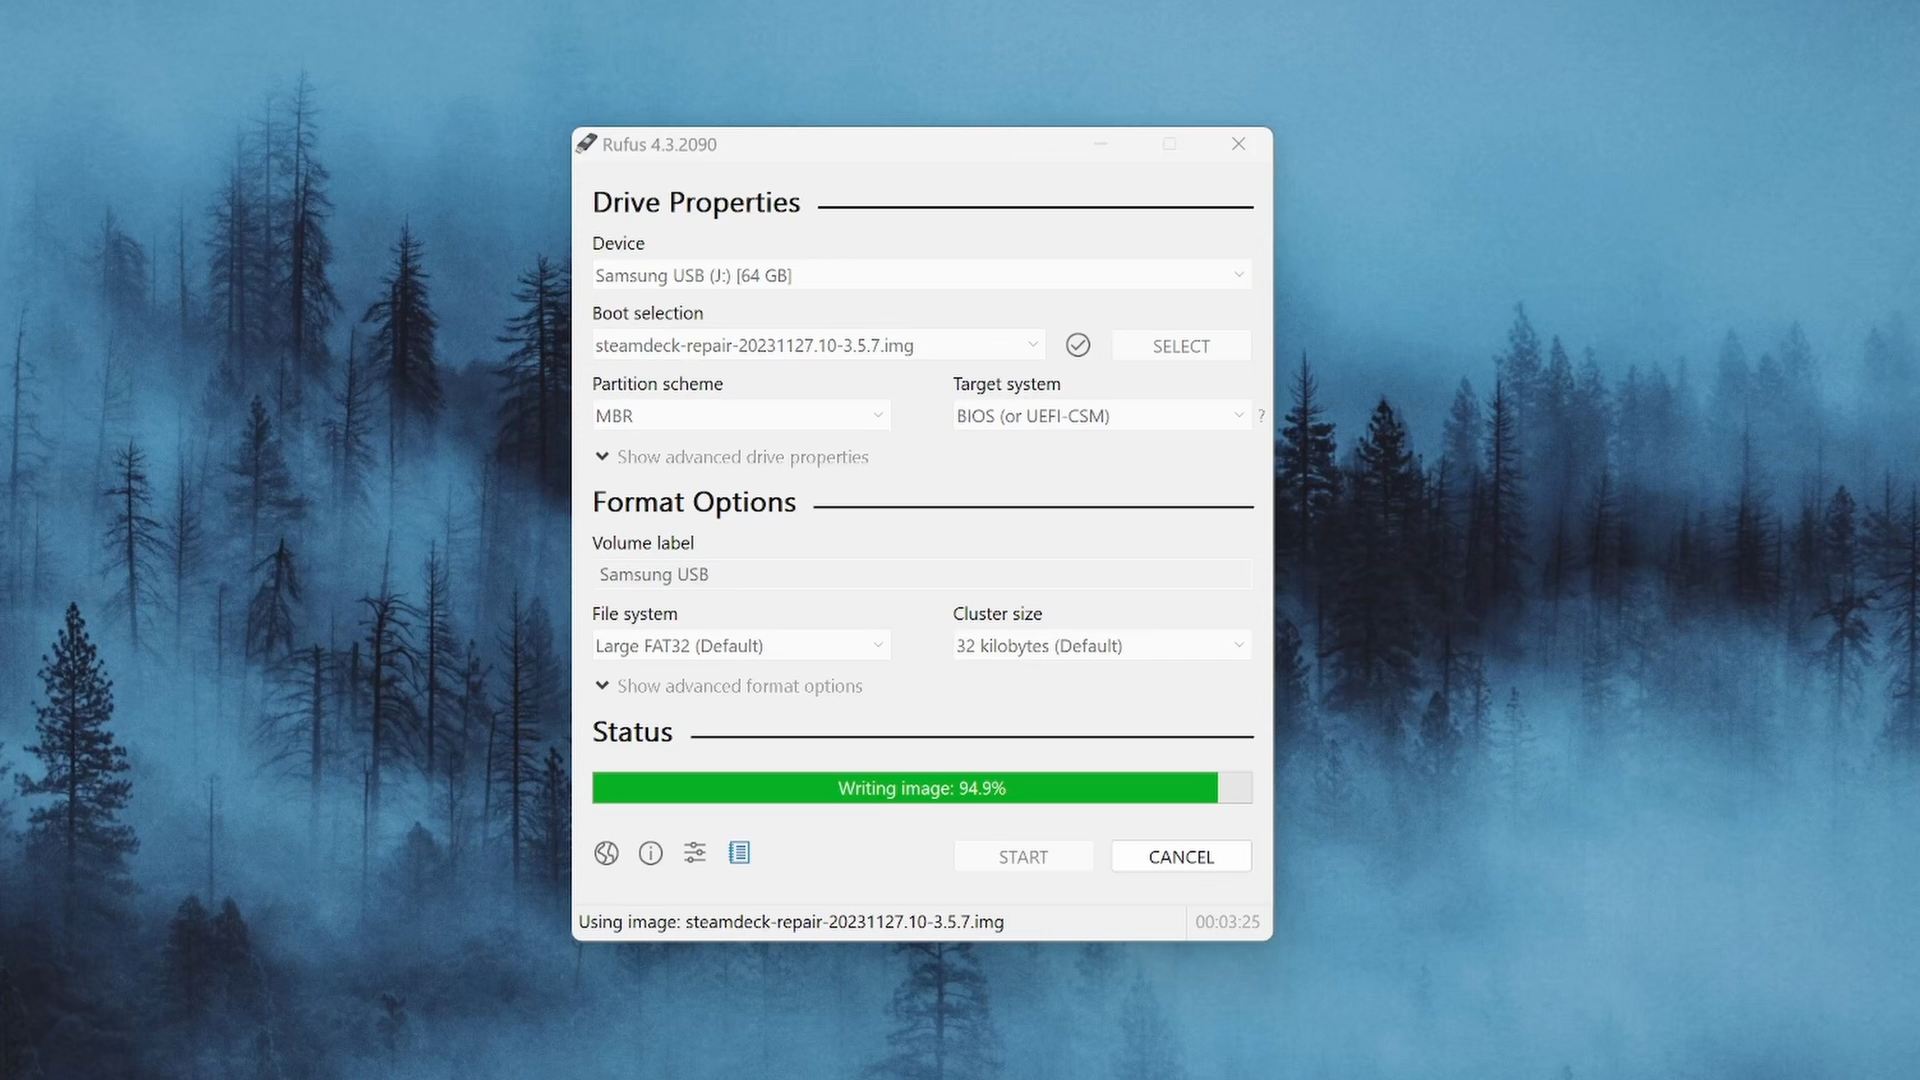 Rufus 4.3.2090
Drive Properties
Device
Samsung USB (J:) [64 GB]
Boot selection
steamdeck-repair-20231127.10-3.5.7.img
SELECT
Partition scheme
Target system
MBR
BIOS (or UEFI-CSM)
?
Show advanced drive properties
Format Options
Volume label
Samsung USB
File system
Cluster size
Large FAT32 (Default)
32 kilobytes (Default)
Show advanced format options
Status
Writing image: 94.9%
START
CANCEL
Using image: steamdeck-repair-20231127.10-3.5.7.img
00:03:25